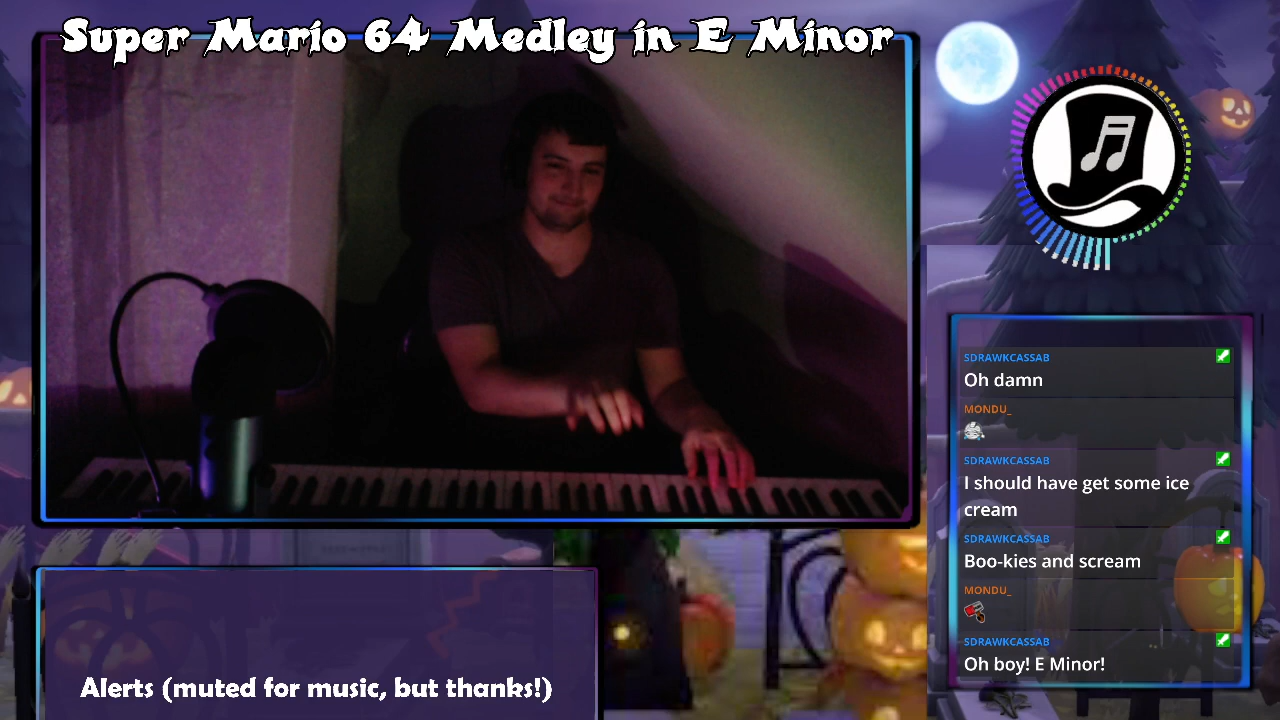 Super Mario 64 Medley in E Minor
SDRAWKCASSAB
Oh damn
MONDU_
SDRAWKCASSAB
I should have get some ice
cream
SDRAWKCASSAB
Boo-kies and scream
MONDU_
SDRAWKCASSAB
Oh boy! E Minor!
Alerts (muted for music, but thanks!)